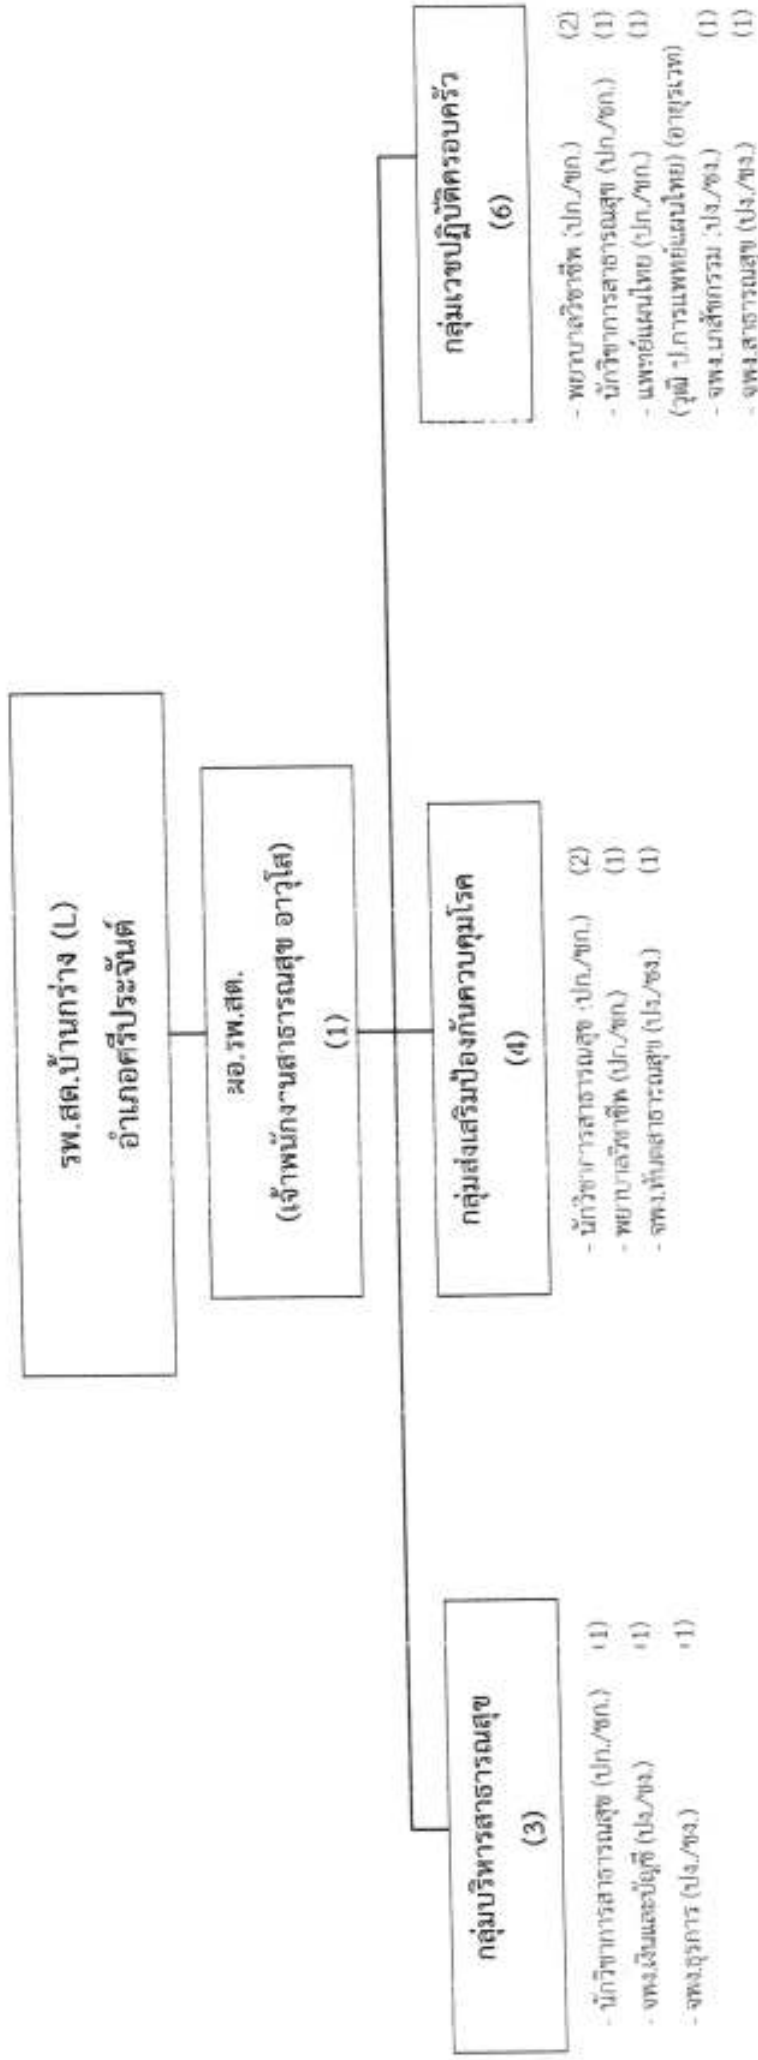 รพ.สต.บ้านกร่าง (L)
อำเภอศรีประจันต์
ผอ.รพ.สต.
(เจ้าพนักงานสาธารณสุข อาวุโส)
(1)
กลุ่มบริหารสาธารณสุข
(3)
- นักวิชาการสาธารณสุข (ปก./ชก.) (1)
- จพง.เงินและบัญชี (ปง./ชง.) (1)
- จพง.ธุรการ (ปง./ชง.) (1)
กลุ่มส่งเสริมป้องกันควบคุมโรค
(4)
- นักวิชาการสาธารณสุข (ปก./ชก.) (2)
- พยาบาลวิชาชีพ (ปก./ชก.) (1)
- จพง.ทันตสาธารณสุข (ปง./ชง.) (1)
กลุ่มเวชปฏิบัติครอบครัว
(6)
- พยาบาลวิชาชีพ (ปก./ชก.) (2)
- นักวิชาการสาธารณสุข (ปก./ชก.) (1)
- แพทย์แผนไทย (ปก./ชก.) (1)
(วุฒิ ป.การแพทย์แผนไทย) (อายุรเวท)
- จพง.เภสัชกรรม (ปง./ชง.) (1)
- จพง.สาธารณสุข (ปง./ชง.) (1)